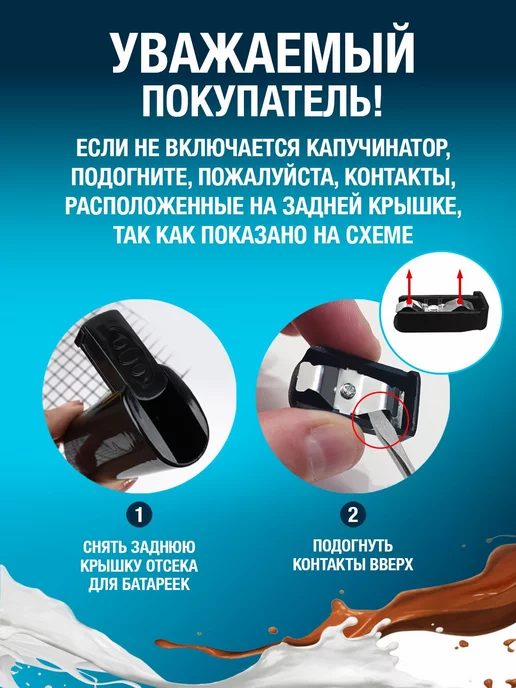 УВАЖАЕМЫЙ
ПОКУПАТЕЛЬ!
ЕСЛИ НЕ ВКЛЮЧАЕТСЯ КАПУЧИНАТОР,
ПОДОГНИТЕ, ПОЖАЛУЙСТА, КОНТАКТЫ,
РАСПОЛОЖЕННЫЕ НА ЗАДНЕЙ КРЫШКЕ,
ТАК КАК ПОКАЗАНО НА СХЕМЕ
1
СНЯТЬ ЗАДНЮЮ
КРЫШКУ ОТСЕКА
ДЛЯ БАТАРЕЕК
2
ПОДОГНУТЬ
КОНТАКТЫ ВВЕРХ